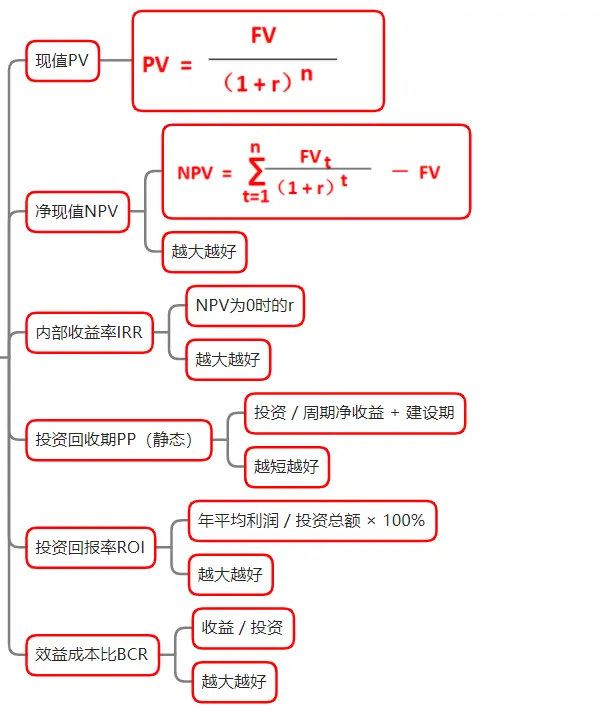 现值PV
PV = FV / (1 + r)^n
净现值NPV
NPV = ∑_{t=1}^{n} FV_t / (1 + r)^t － FV
越大越好
内部收益率IRR
NPV为0时的r
越大越好
投资回收期PP（静态）
投资 / 周期净收益 + 建设期
越短越好
投资回报率ROI
年平均利润 / 投资总额 × 100%
越大越好
效益成本比BCR
收益 / 投资
越大越好